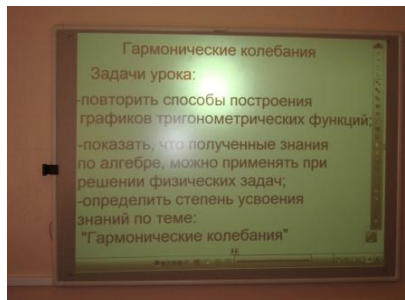 Гармонические колебания
Задачи урока:
-повторить способы построения
графиков тригонометрических функций;
-показать, что полученные знания
по алгебре, можно применять при
решении физических задач;
-определить степень усвоения
знаний по теме:
"Гармонические колебания"